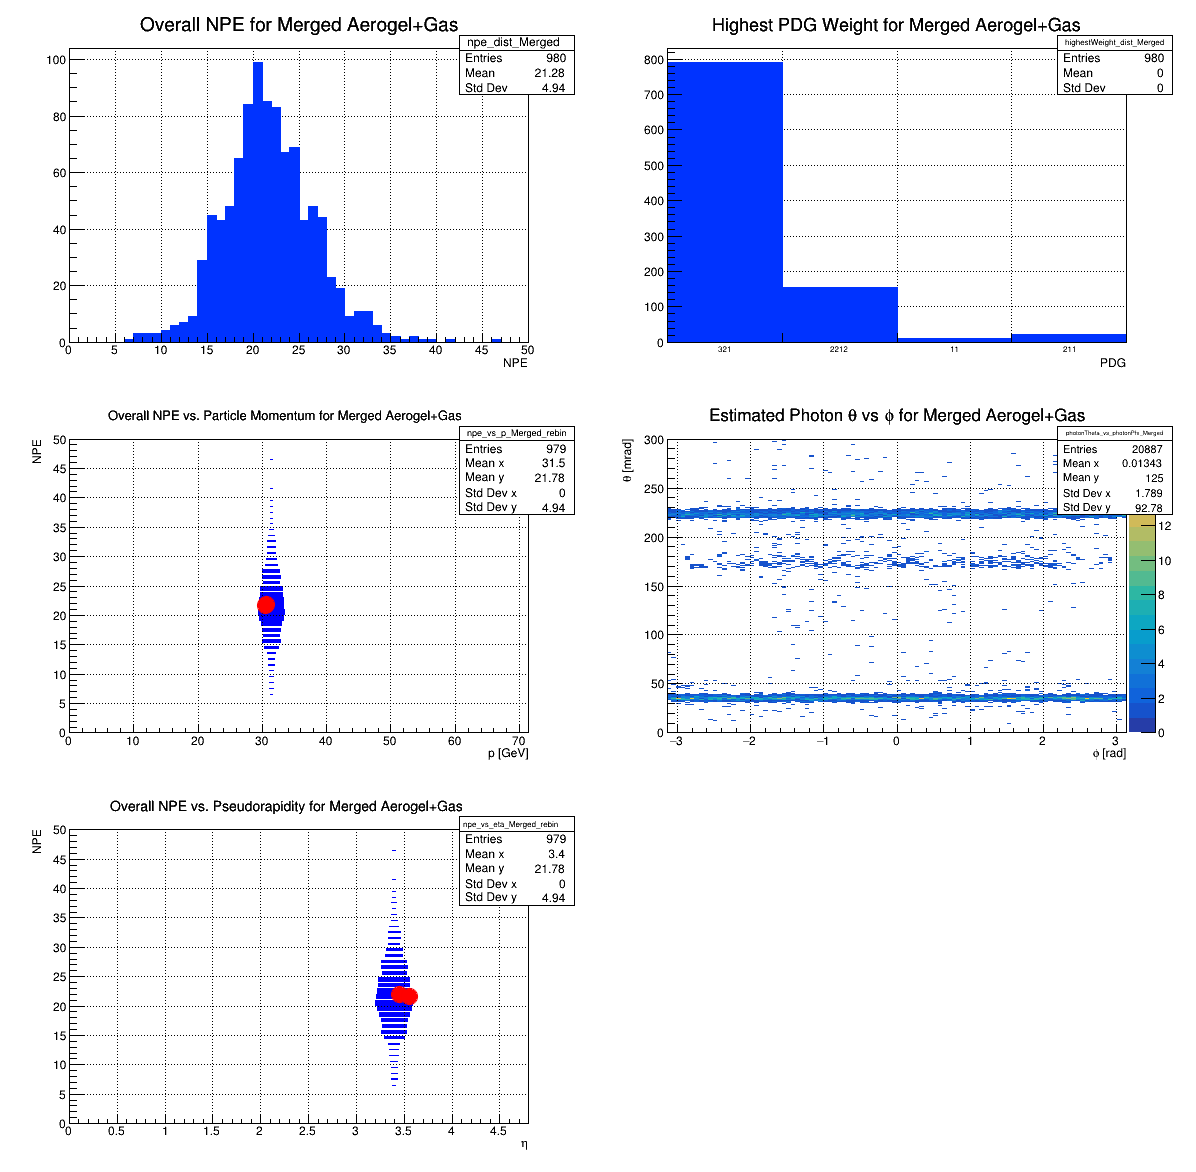 Overall NPE for Merged Aerogel+Gas
npe_dist_Merged
Entries 980
Mean 21.28
Std Dev 4.94
100
80
60
40
20
0
0 5 10 15 20 25 30 35 40 45 50
NPE
Highest PDG Weight for Merged Aerogel+Gas
highestWeight_dist_Merged
Entries 980
Mean 0
Std Dev 0
800
700
600
500
400
300
200
100
0
321 2212 11 211
PDG
Overall NPE vs. Particle Momentum for Merged Aerogel+Gas
npe_vs_p_Merged_rebin
Entries 979
Mean x 31.5
Mean y 21.78
Std Dev x 0
Std Dev y 4.94
NPE
50
45
40
35
30
25
20
15
10
5
0
0 10 20 30 40 50 60 70
p [GeV]
Estimated Photon θ vs ϕ for Merged Aerogel+Gas
photonTheta_vs_photonPhi_Merged
Entries 20887
Mean x 0.01343
Mean y 125
Std Dev x 1.789
Std Dev y 92.78
θ [mrad]
300
250
200
150
100
50
0
−3 −2 −1 0 1 2 3
ϕ [rad]
12
10
8
6
4
2
0
Overall NPE vs. Pseudorapidity for Merged Aerogel+Gas
npe_vs_eta_Merged_rebin
Entries 979
Mean x 3.4
Mean y 21.78
Std Dev x 0
Std Dev y 4.94
NPE
50
45
40
35
30
25
20
15
10
5
0
0 0.5 1 1.5 2 2.5 3 3.5 4 4.5
η